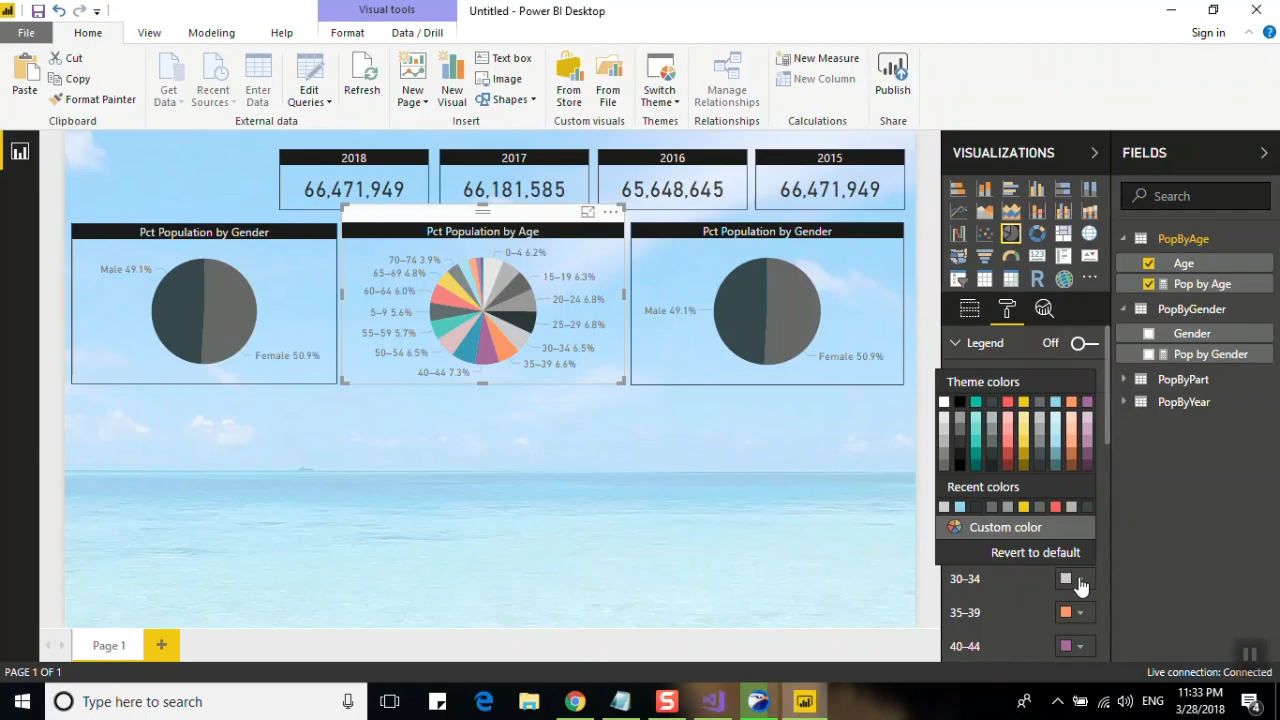 Visual tools
Untitled - Power BI Desktop
File
Home
View
Modeling
Help
Format
Data / Drill
Sign in
Paste
Cut
Copy
Format Painter
Clipboard
Get Data
Recent Sources
Enter Data
Edit Queries
Refresh
External data
New Page
New Visual
Text box
Image
Shapes
Insert
From Store
From File
Custom visuals
Switch Theme
Themes
Manage Relationships
Relationships
New Measure
New Column
Calculations
Publish
Share
2018
66,471,949
2017
66,181,585
2016
65,648,645
2015
66,471,949
Pct Population by Gender
Male 49.1%
Female 50.9%
Pct Population by Age
70–74 3.9%
65–69 4.8%
60–64 6.0%
5–9 5.6%
55–59 5.7%
50–54 6.5%
40–44 7.3%
0–4 6.2%
15–19 6.3%
20–24 6.8%
25–29 6.8%
30–34 6.5%
35–39 6.6%
Pct Population by Gender
Male 49.1%
Female 50.9%
VISUALIZATIONS
R
Legend
Off
Theme colors
Recent colors
Custom color
Revert to default
30–34
35–39
40–44
FIELDS
Search
PopByAge
Age
Pop by Age
PopByGender
Gender
Pop by Gender
PopByPart
PopByYear
Page 1
PAGE 1 OF 1
Live connection: Connected
Type here to search
ENG
11:33 PM
3/28/2018
4